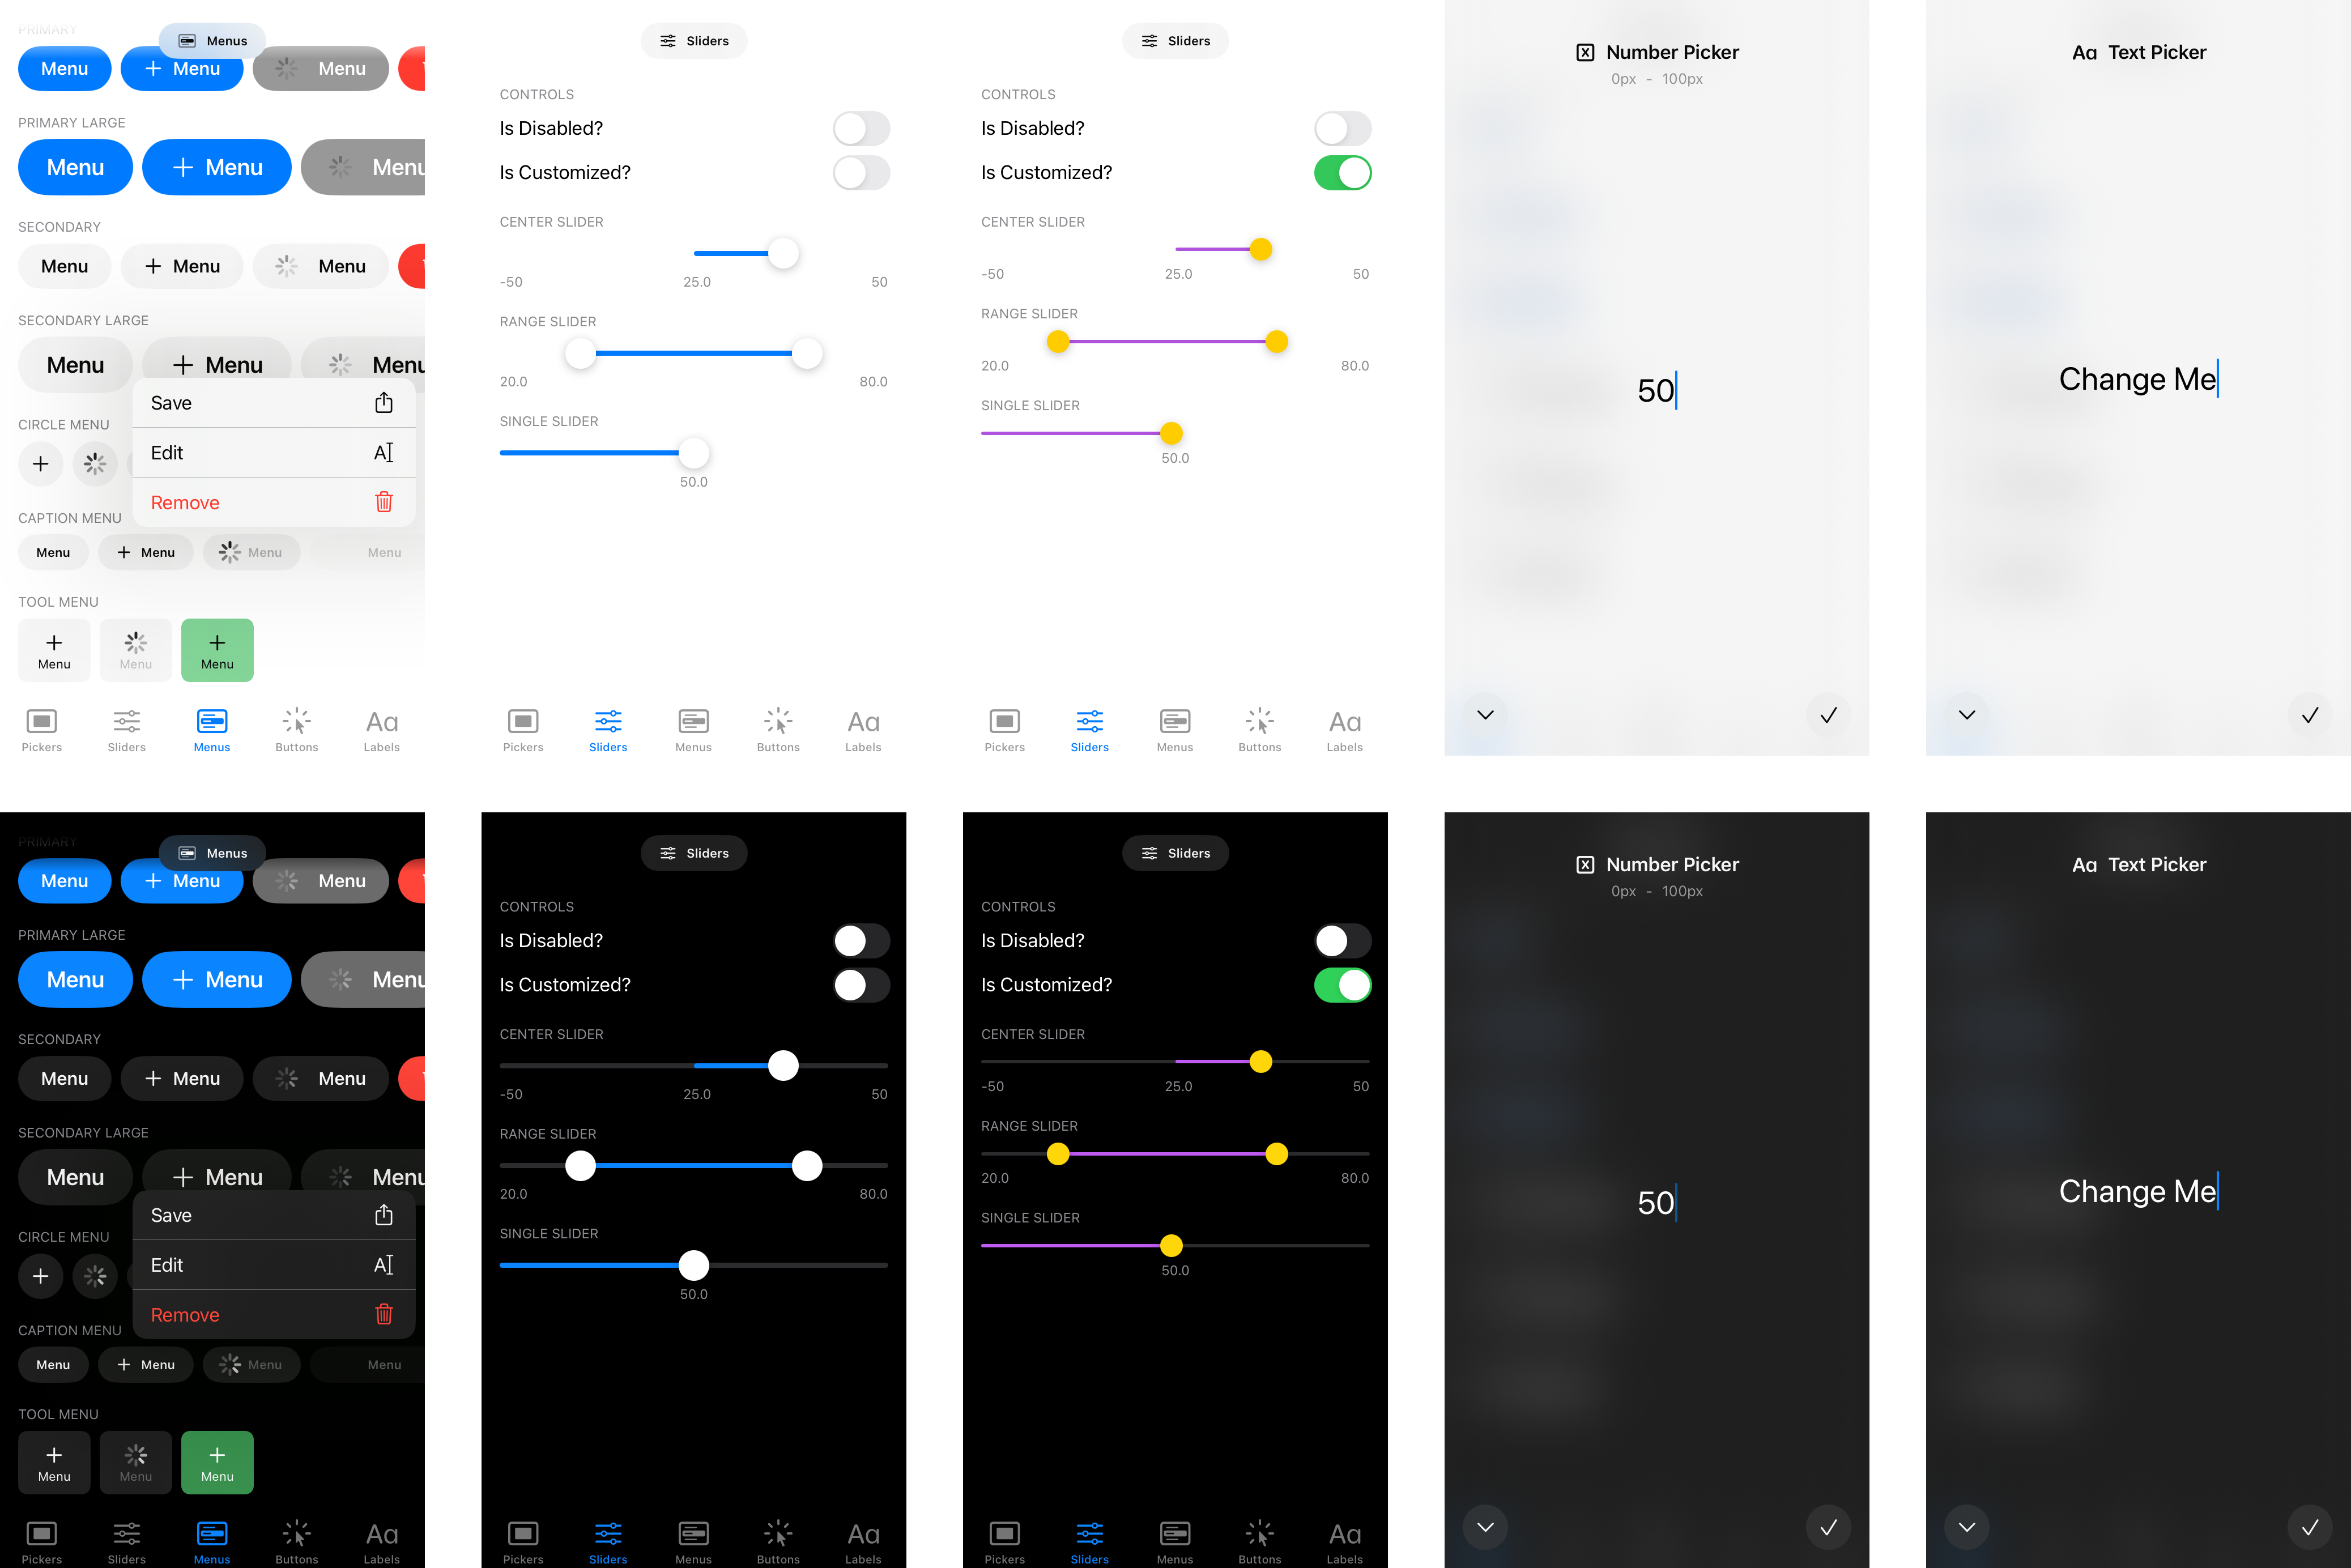 PRIMARY
Menus
Menu
Menu
Menu
PRIMARY LARGE
Menu
Menu
Menu
SECONDARY
Menu
Menu
Menu
SECONDARY LARGE
Menu
Menu
Menu
Save
CIRCLE MENU
Edit
Remove
CAPTION MENU
Menu
Menu
Menu
Menu
TOOL MENU
Menu
Menu
Menu
Pickers
Sliders
Menus
Buttons
Aa
Labels
Sliders
CONTROLS
Is Disabled?
Is Customized?
CENTER SLIDER
-50 25.0 50
RANGE SLIDER
20.0 80.0
SINGLE SLIDER
50.0
Pickers
Sliders
Menus
Buttons
Aa
Labels
Sliders
CONTROLS
Is Disabled?
Is Customized?
CENTER SLIDER
-50 25.0 50
RANGE SLIDER
20.0 80.0
SINGLE SLIDER
50.0
Pickers
Sliders
Menus
Buttons
Aa
Labels
Number Picker
0px - 100px
50
Aa Text Picker
Change Me
PRIMARY
Menus
Menu
Menu
Menu
PRIMARY LARGE
Menu
Menu
Menu
SECONDARY
Menu
Menu
Menu
SECONDARY LARGE
Menu
Menu
Menu
Save
CIRCLE MENU
Edit
Remove
CAPTION MENU
Menu
Menu
Menu
Menu
TOOL MENU
Menu
Menu
Menu
Pickers
Sliders
Menus
Buttons
Aa
Labels
Sliders
CONTROLS
Is Disabled?
Is Customized?
CENTER SLIDER
-50 25.0 50
RANGE SLIDER
20.0 80.0
SINGLE SLIDER
50.0
Pickers
Sliders
Menus
Buttons
Aa
Labels
Sliders
CONTROLS
Is Disabled?
Is Customized?
CENTER SLIDER
-50 25.0 50
RANGE SLIDER
20.0 80.0
SINGLE SLIDER
50.0
Pickers
Sliders
Menus
Buttons
Aa
Labels
Number Picker
0px - 100px
50
Aa Text Picker
Change Me